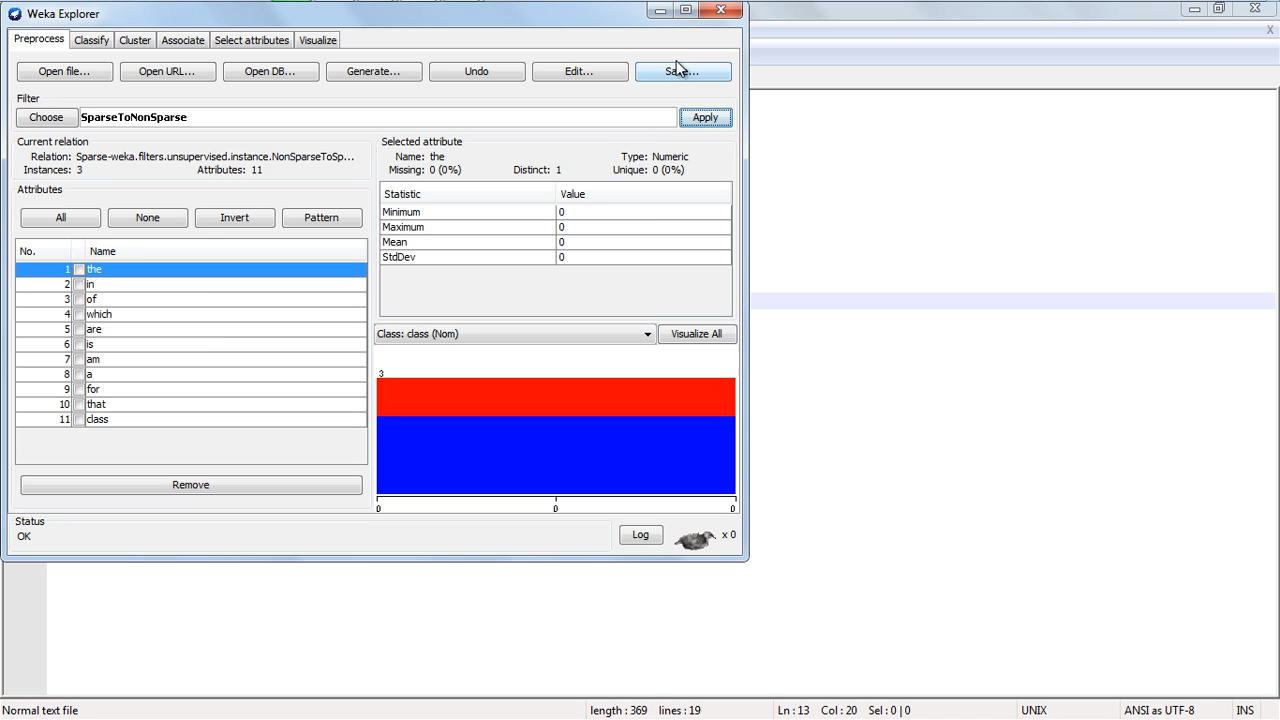 Weka Explorer
Preprocess Classify Cluster Associate Select attributes Visualize
Open file... Open URL... Open DB... Generate... Undo Edit...
Filter
Choose SparseToNonSparse Apply
Current relation
Relation: Sparse-weka.filters.unsupervised.instance.NonSparseToSp...
Instances: 3 Attributes: 11
Attributes
All None Invert Pattern
No. Name
1 the
2 in
3 of
4 which
5 are
6 is
7 am
8 a
9 for
10 that
11 class
Remove
Selected attribute
Name: the Type: Numeric
Missing: 0 (0%) Distinct: 1 Unique: 0 (0%)
Statistic Value
Minimum 0
Maximum 0
Mean 0
StdDev 0
Class: class (Nom) Visualize All
3
0 0 0
Status
OK
Log x 0
Normal text file length : 369 lines : 19 Ln : 13 Col : 20 Sel : 0 | 0 UNIX ANSI as UTF-8 INS